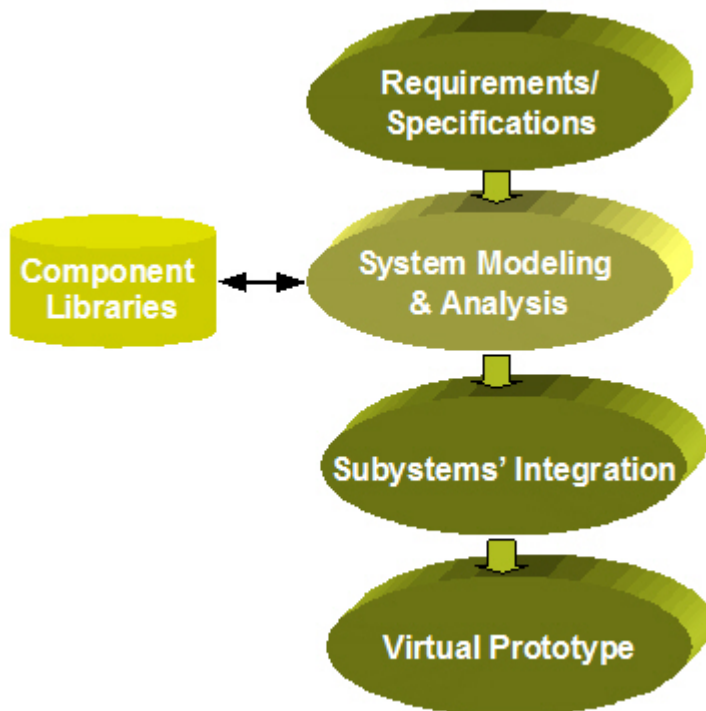 Requirements/
Specifications
Component
Libraries
System Modeling
& Analysis
Subystems’ Integration
Virtual Prototype